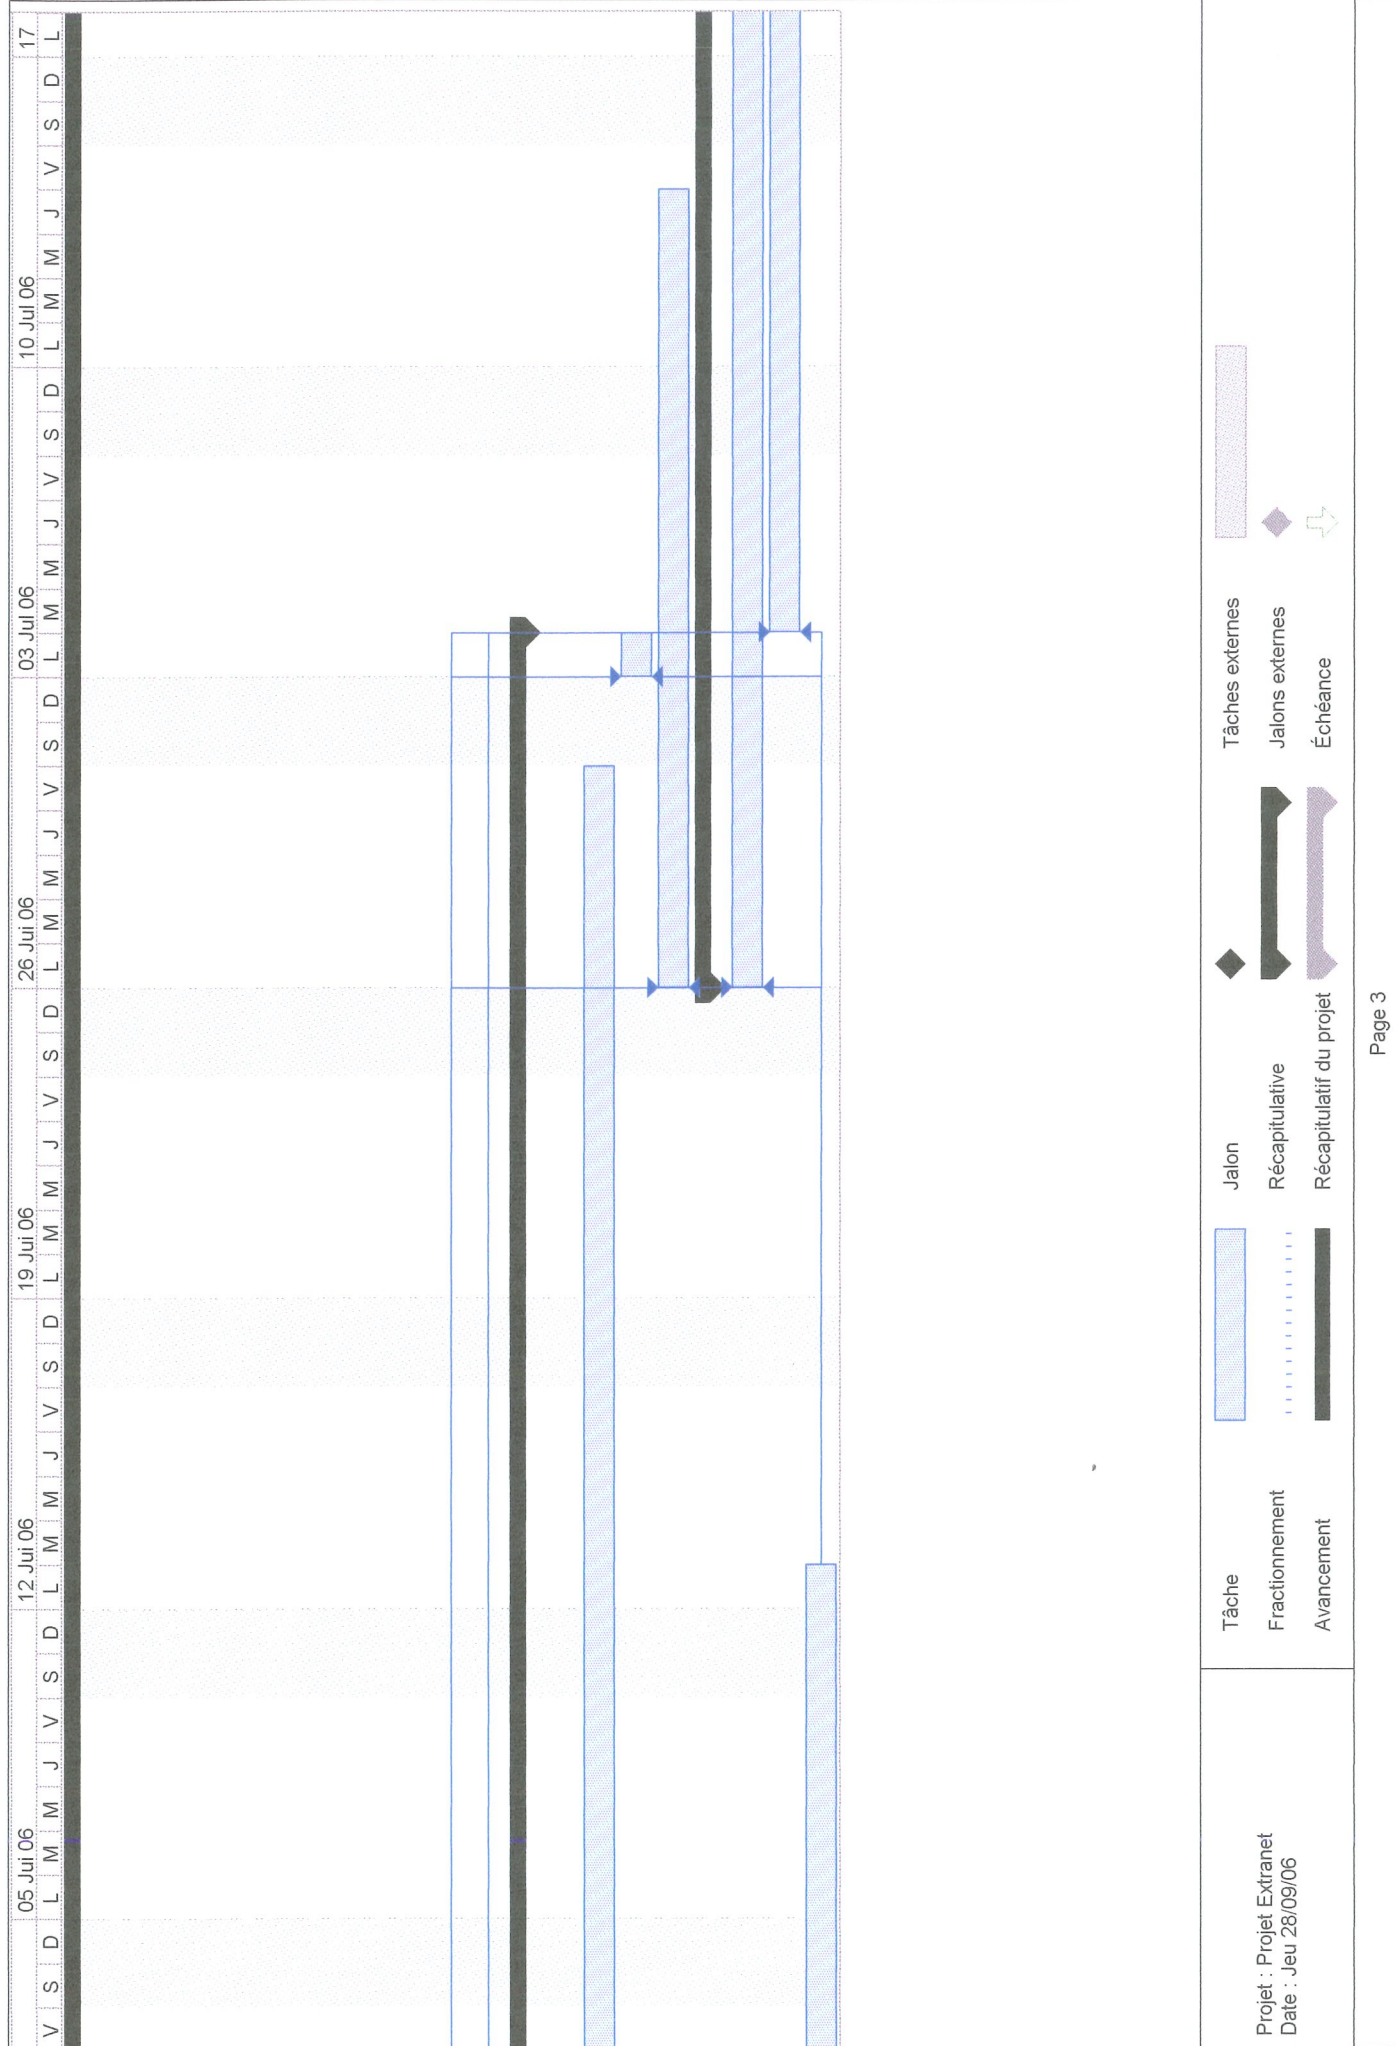 05 Jui 06 12 Jui 06 19 Jui 06 26 Jui 06 03 Jul 06 10 Jul 06 17
V S D L M M J V S D L M M J V S D L M M J V S D L M M J V S D L M M J V S D L M M J V S D L
Projet : Projet Extranet
Date : Jeu 28/09/06
Tâche Jalon Tâches externes
Fractionnement Récapitulative Jalons externes
Avancement Récapitulatif du projet Échéance
Page 3